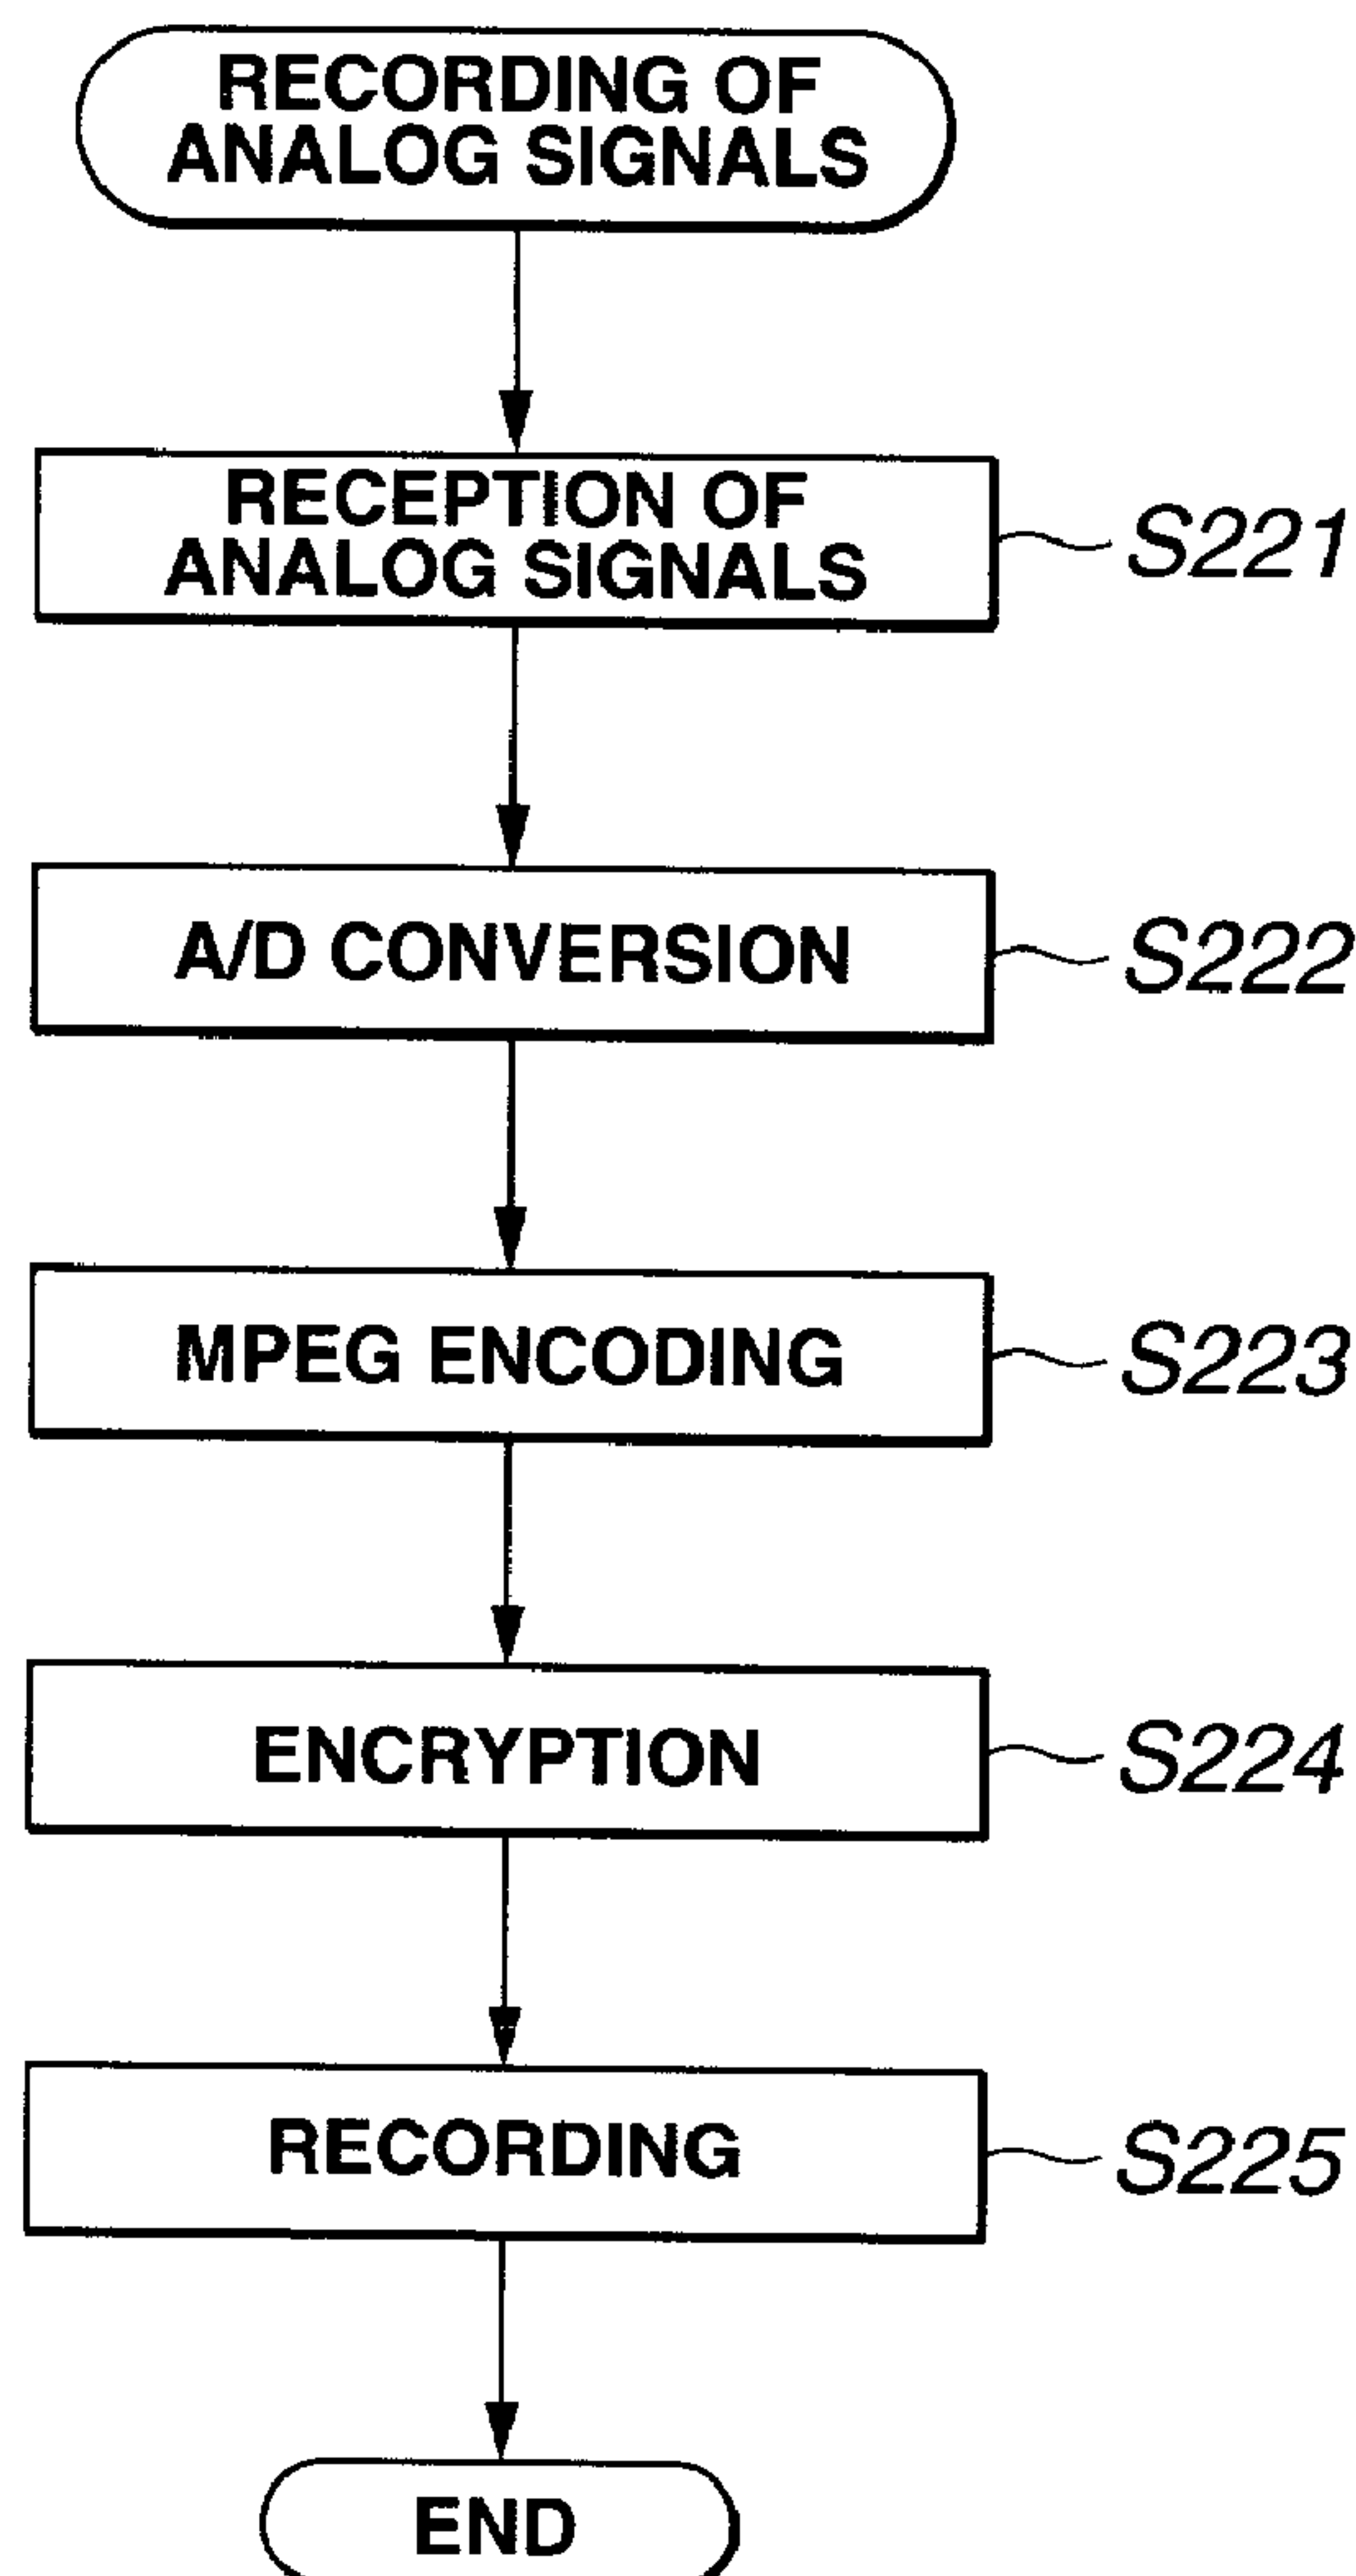 RECORDING OF
ANALOG SIGNALS
RECEPTION OF
ANALOG SIGNALS
S221
A/D CONVERSION
S222
MPEG ENCODING
S223
ENCRYPTION
S224
RECORDING
S225
END